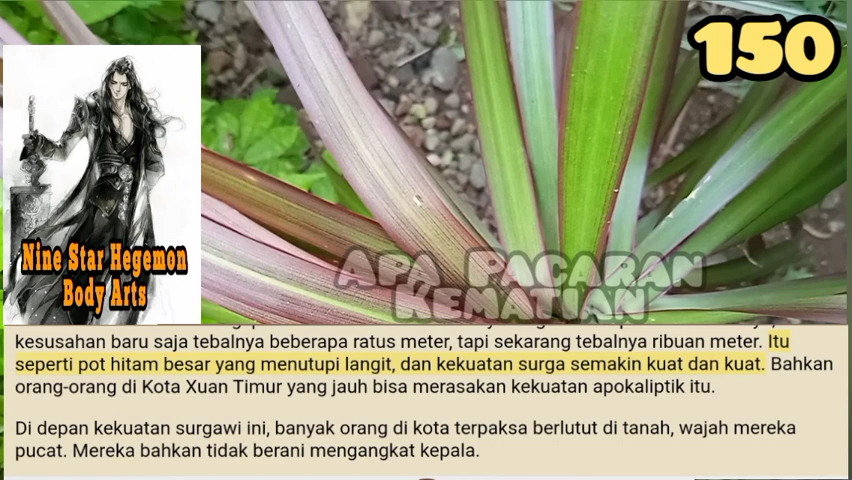 150
Nine Star Hegemon
Body Arts
Apa Pacaran
Kematian
kesusahan baru saja tebalnya beberapa ratus meter, tapi sekarang tebalnya ribuan meter. Itu
seperti pot hitam besar yang menutupi langit, dan kekuatan surga semakin kuat dan kuat. Bahkan
orang-orang di Kota Xuan Timur yang jauh bisa merasakan kekuatan apokaliptik itu.
Di depan kekuatan surgawi ini, banyak orang di kota terpaksa berlutut di tanah, wajah mereka
pucat. Mereka bahkan tidak berani mengangkat kepala.